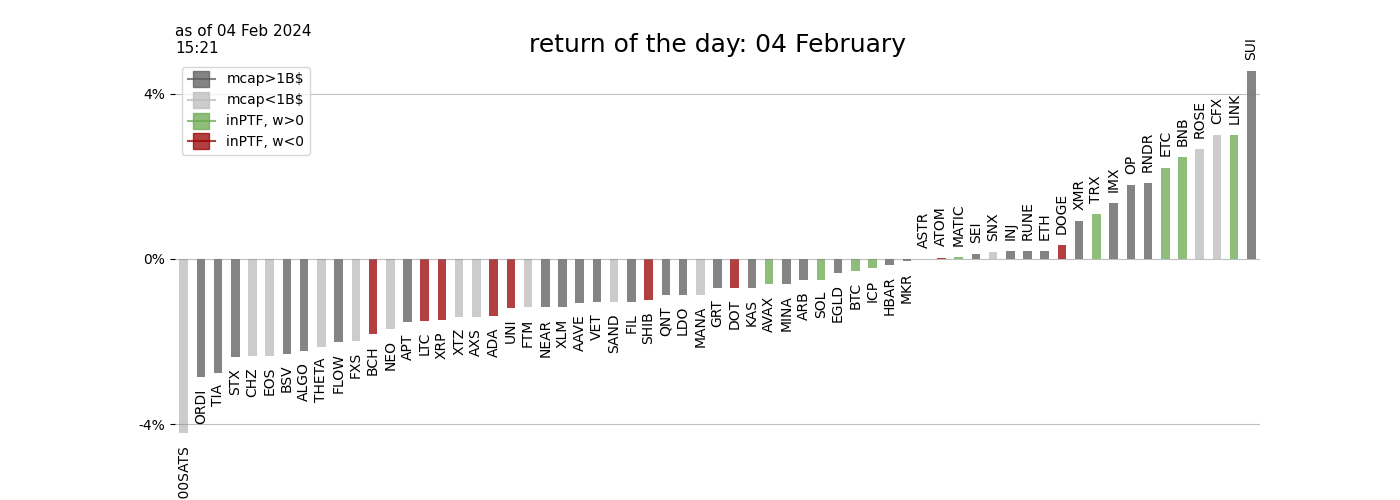 as of 04 Feb 2024
15:21
return of the day: 04 February
mcap>1B$
mcap<1B$
inPTF, w>0
inPTF, w<0
4%
0%
-4%
00SATS
ORDI
TIA
STX
CHZ
EOS
BSV
ALGO
THETA
FLOW
FXS
BCH
NEO
APT
LTC
XRP
XTZ
AXS
ADA
UNI
FTM
NEAR
XLM
AAVE
VET
SAND
FIL
SHIB
QNT
LDO
MANA
GRT
DOT
KAS
AVAX
MINA
ARB
SOL
EGLD
BTC
ICP
HBAR
MKR
ASTR
ATOM
MATIC
SEI
SNX
INJ
RUNE
ETH
DOGE
XMR
TRX
IMX
OP
RNDR
ETC
BNB
ROSE
CFX
LINK
SUI